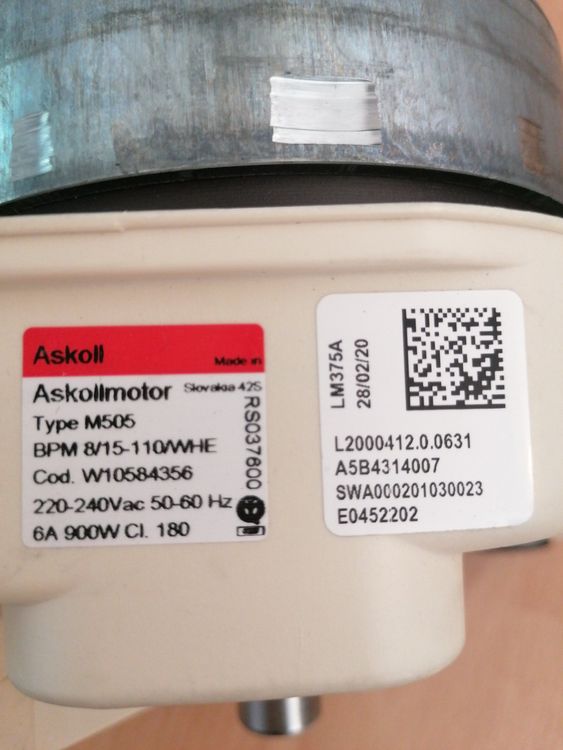 Askoll
Made in
Askollmotor
Slovakia 42S
Type M505
BPM 8/15-110/WHE
Cod. W10584356
220-240Vac 50-60 Hz
6A 900W Cl. 180
RS037600
LM375A
28/02/20
L2000412.0.0631
A5B4314007
SWA000201030023
E0452202